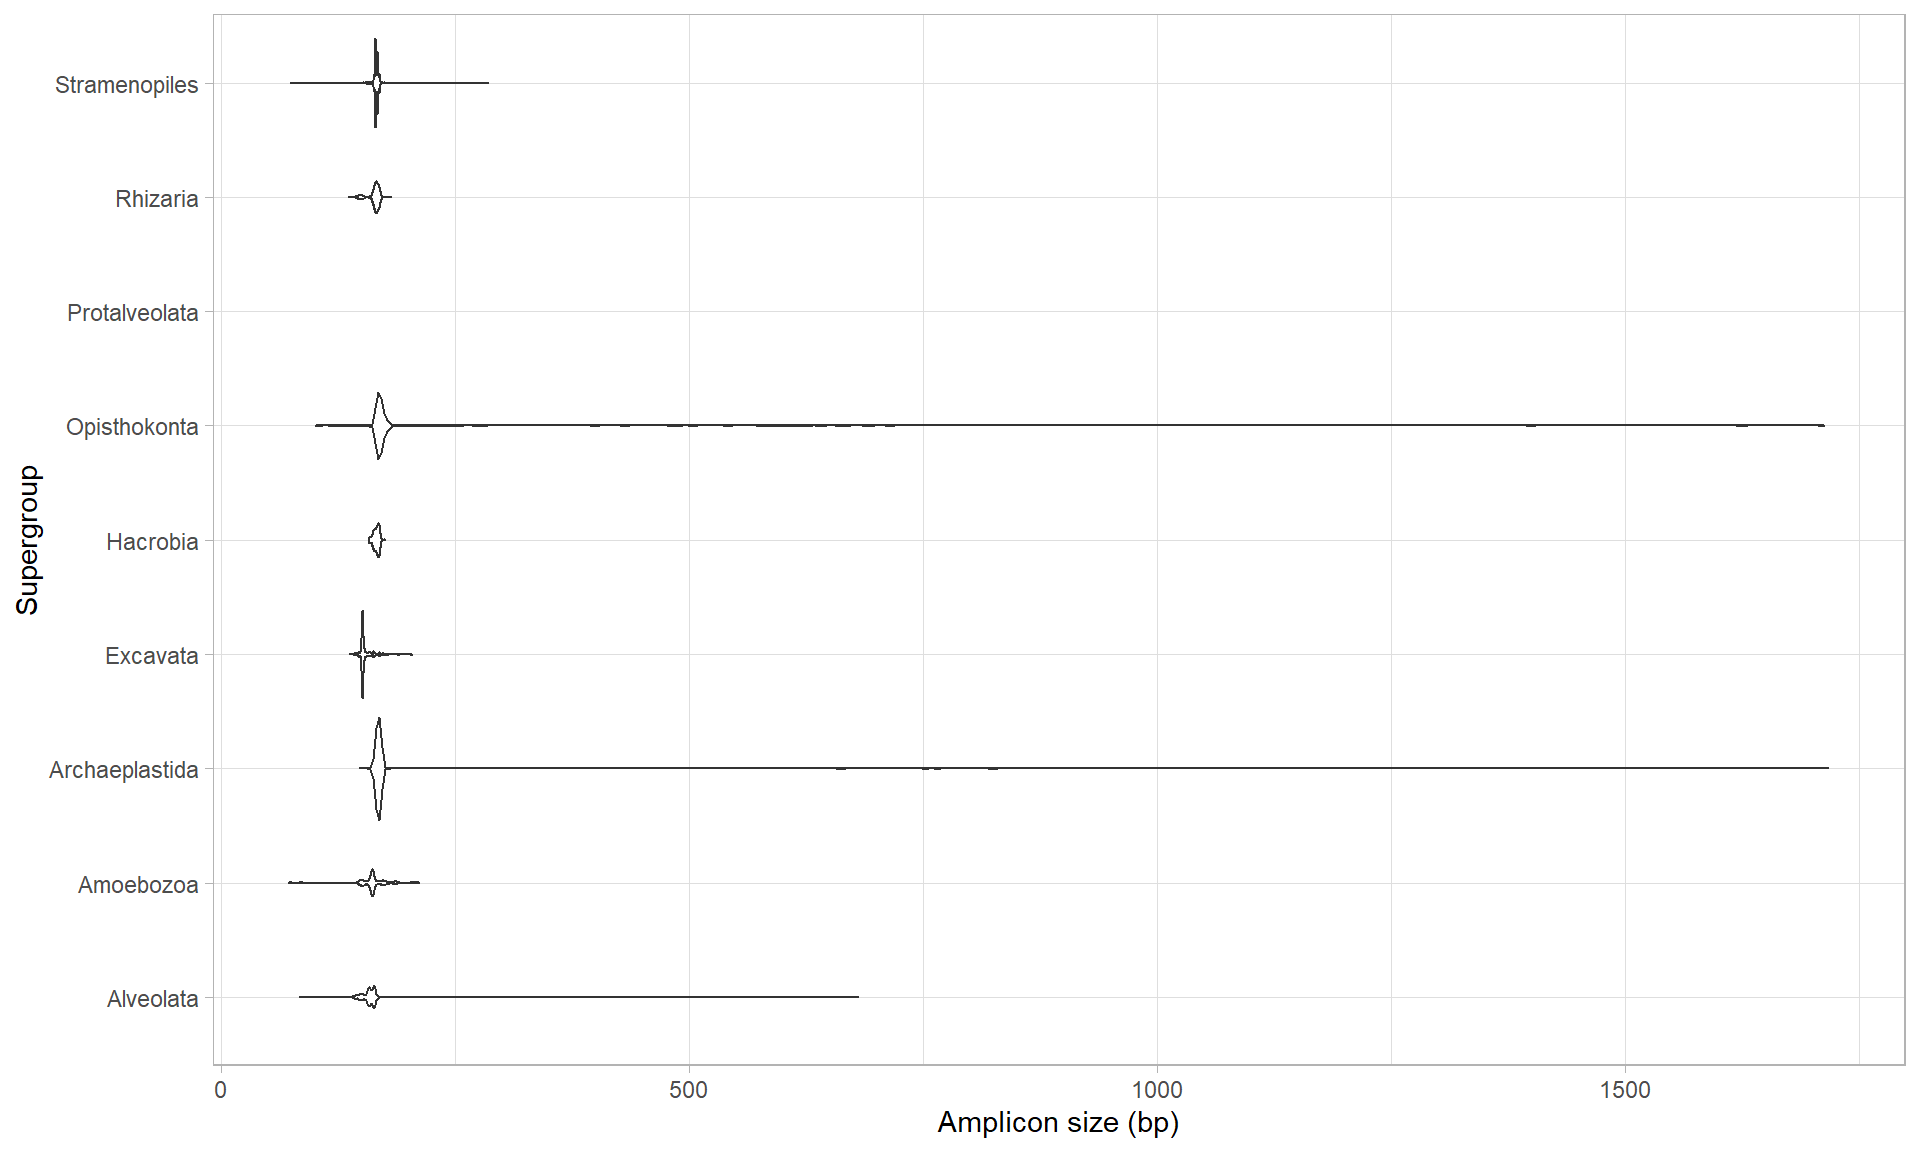 Supergroup
Stramenopiles
Rhizaria
Protalveolata
Opisthokonta
Hacrobia
Excavata
Archaeplastida
Amoebozoa
Alveolata
0 500 1000 1500
Amplicon size (bp)